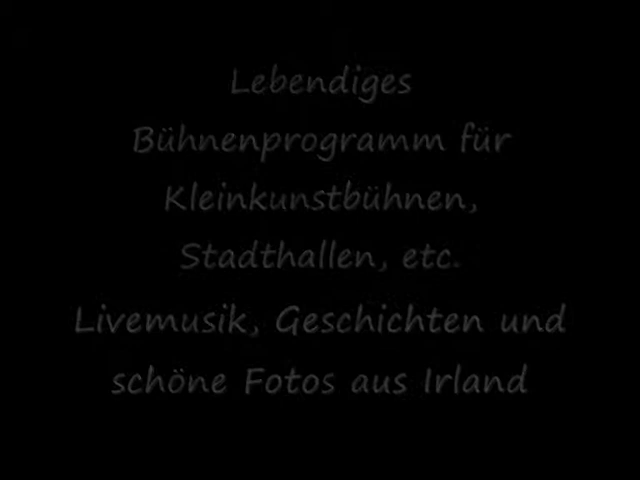 Lebendiges
Bühnenprogramm für
Kleinkunstbühnen,
Stadthallen, etc.
Livemusik, Geschichten und
schöne Fotos aus Irland